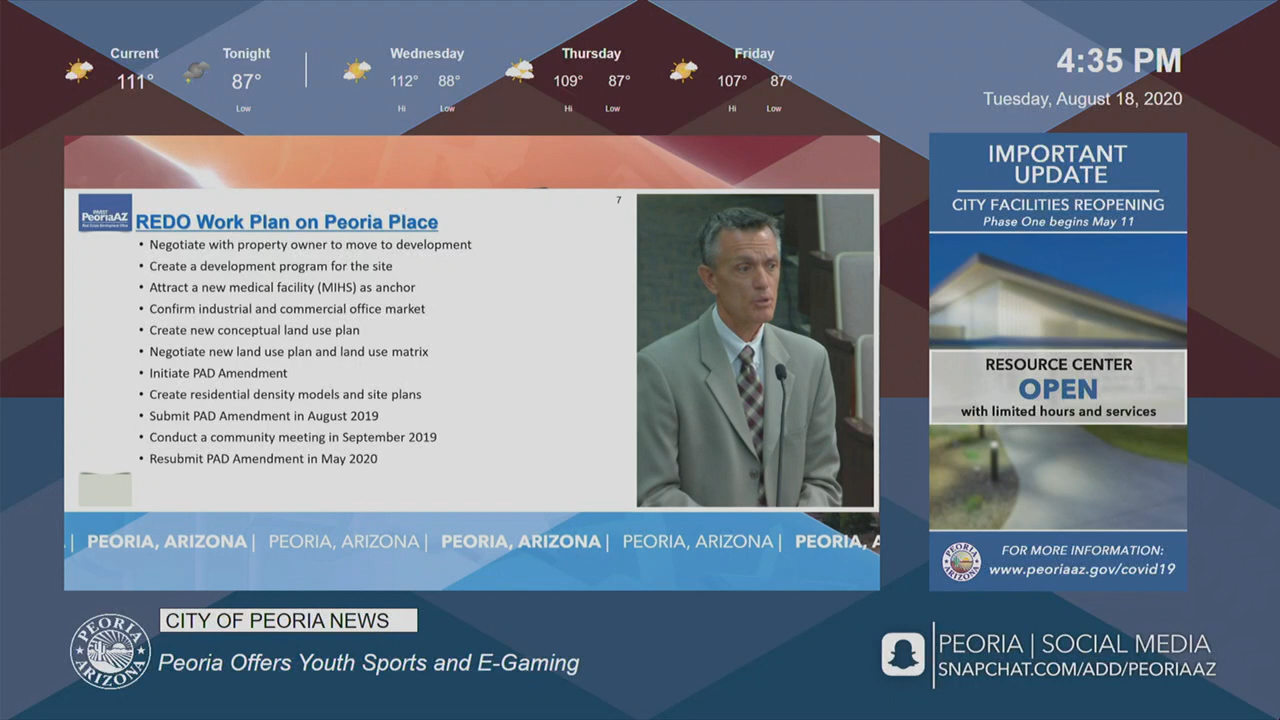 Current
111°
Tonight
87°
Low
Wednesday
112° 88°
Hi Low
Thursday
109° 87°
Hi Low
Friday
107° 87°
Hi Low
4:35 PM
Tuesday, August 18, 2020
PeoriaAZ
7
REDO Work Plan on Peoria Place
• Negotiate with property owner to move to development
• Create a development program for the site
• Attract a new medical facility (MIHS) as anchor
• Confirm industrial and commercial office market
• Create new conceptual land use plan
• Negotiate new land use plan and land use matrix
• Initiate PAD Amendment
• Create residential density models and site plans
• Submit PAD Amendment in August 2019
• Conduct a community meeting in September 2019
• Resubmit PAD Amendment in May 2020
. | PEORIA, ARIZONA | PEORIA, ARIZONA | PEORIA, ARIZONA | PEORIA, ARIZONA | PEORIA, A
IMPORTANT
UPDATE
CITY FACILITIES REOPENING
Phase One begins May 11
RESOURCE CENTER
OPEN
with limited hours and services
PEORIA
ARIZONA
FOR MORE INFORMATION:
www.peoriaaz.gov/covid19
PEORIA
ARIZONA
CITY OF PEORIA NEWS
Peoria Offers Youth Sports and E-Gaming
PEORIA | SOCIAL MEDIA
SNAPCHAT.COM/ADD/PEORIAAZ